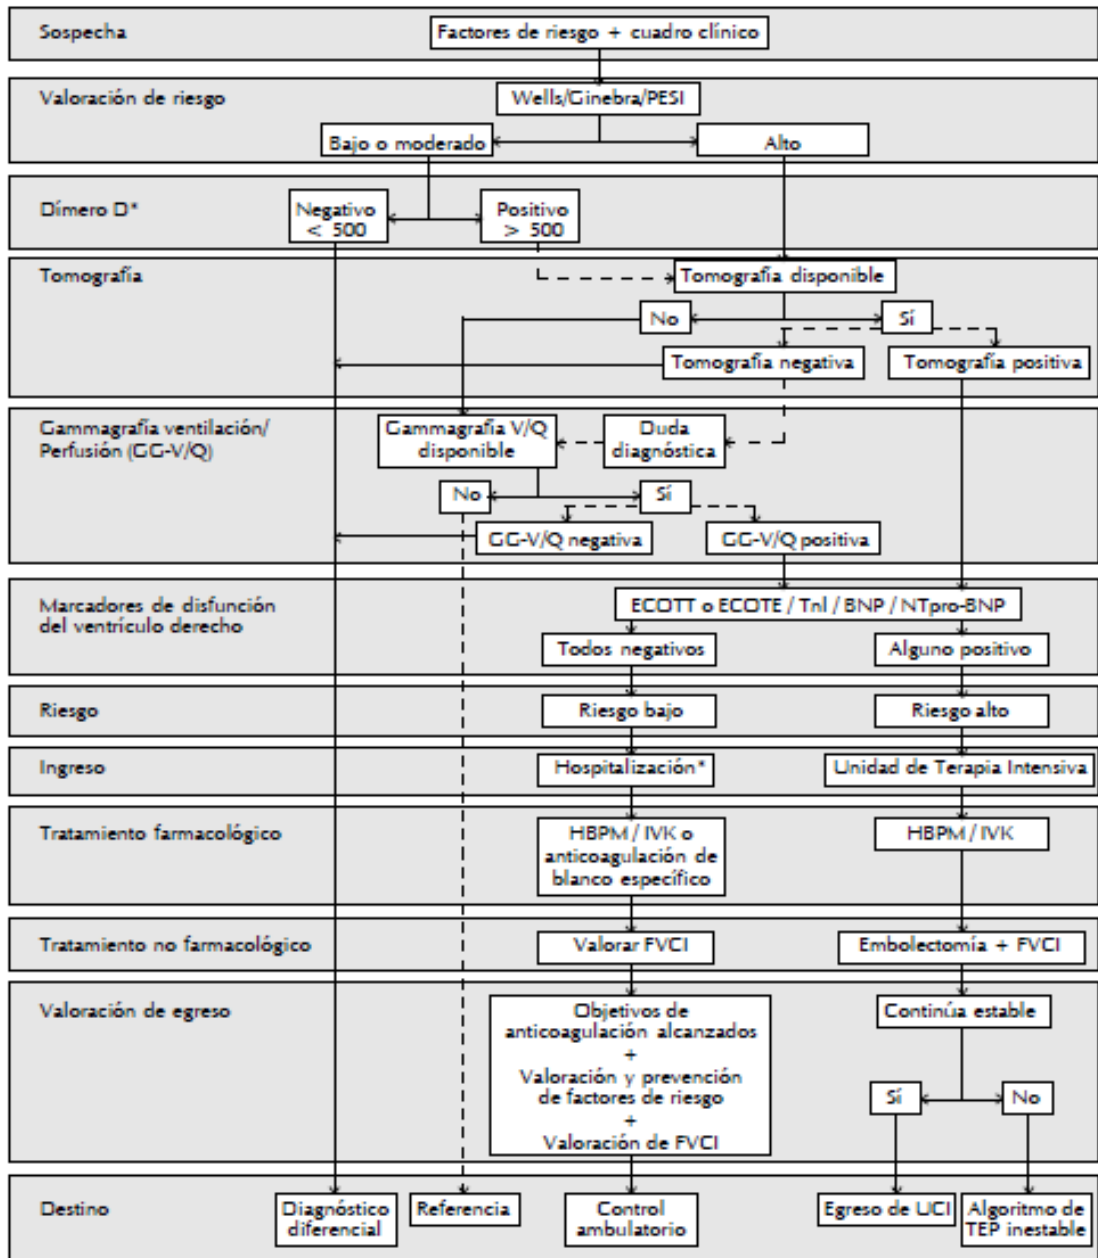 Sospecha
Factores de riesgo + cuadro clínico
Valoración de riesgo
Wells/Ginebra/PESI
Bajo o moderado
Alto
Dímero D*
Negativo
< 500
Positivo
> 500
Tomografía
Tomografía disponible
No
Sí
Tomografía negativa
Tomografía positiva
Gammagrafía ventilación/
Perfusión (GG-V/Q)
Gammagrafía V/Q
disponible
Duda
diagnóstica
No
Sí
GG-V/Q negativa
GG-V/Q positiva
Marcadores de disfunción
del ventrículo derecho
ECOTT o ECOTE / TnI / BNP / NTpro-BNP
Todos negativos
Alguno positivo
Riesgo
Riesgo bajo
Riesgo alto
Ingreso
Hospitalización*
Unidad de Terapia Intensiva
Tratamiento farmacológico
HBPM / IVK o
anticoagulación de
blanco específico
HBPM / IVK
Tratamiento no farmacológico
Valorar FVCI
Embolectomía + FVCI
Valoración de egreso
Objetivos de
anticoagulación alcanzados
+
Valoración y prevención
de factores de riesgo
+
Valoración de FVCI
Continúa estable
Sí
No
Destino
Diagnóstico
diferencial
Referencia
Control
ambulatorio
Egreso de UCI
Algoritmo de
TEP inestable